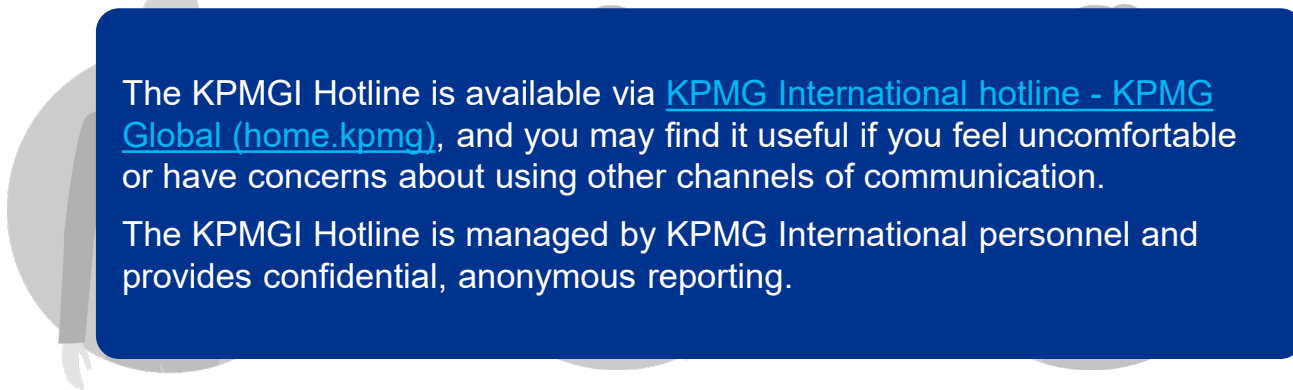 The KPMGI Hotline is available via KPMG International hotline - KPMG
Global (home.kpmg), and you may find it useful if you feel uncomfortable
or have concerns about using other channels of communication.
The KPMGI Hotline is managed by KPMG International personnel and
provides confidential, anonymous reporting.